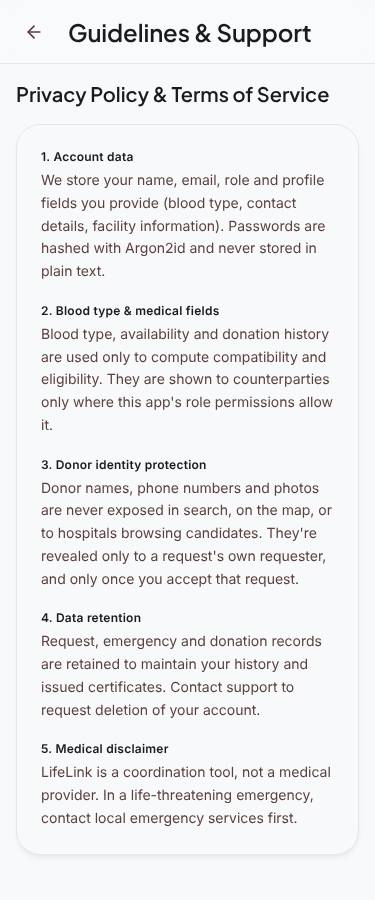 Guidelines & Support
Privacy Policy & Terms of Service
1. Account data
We store your name, email, role and profile
fields you provide (blood type, contact
details, facility information). Passwords are
hashed with Argon2id and never stored in
plain text.
2. Blood type & medical fields
Blood type, availability and donation history
are used only to compute compatibility and
eligibility. They are shown to counterparties
only where this app's role permissions allow
it.
3. Donor identity protection
Donor names, phone numbers and photos
are never exposed in search, on the map, or
to hospitals browsing candidates. They're
revealed only to a request's own requester,
and only once you accept that request.
4. Data retention
Request, emergency and donation records
are retained to maintain your history and
issued certificates. Contact support to
request deletion of your account.
5. Medical disclaimer
LifeLink is a coordination tool, not a medical
provider. In a life-threatening emergency,
contact local emergency services first.